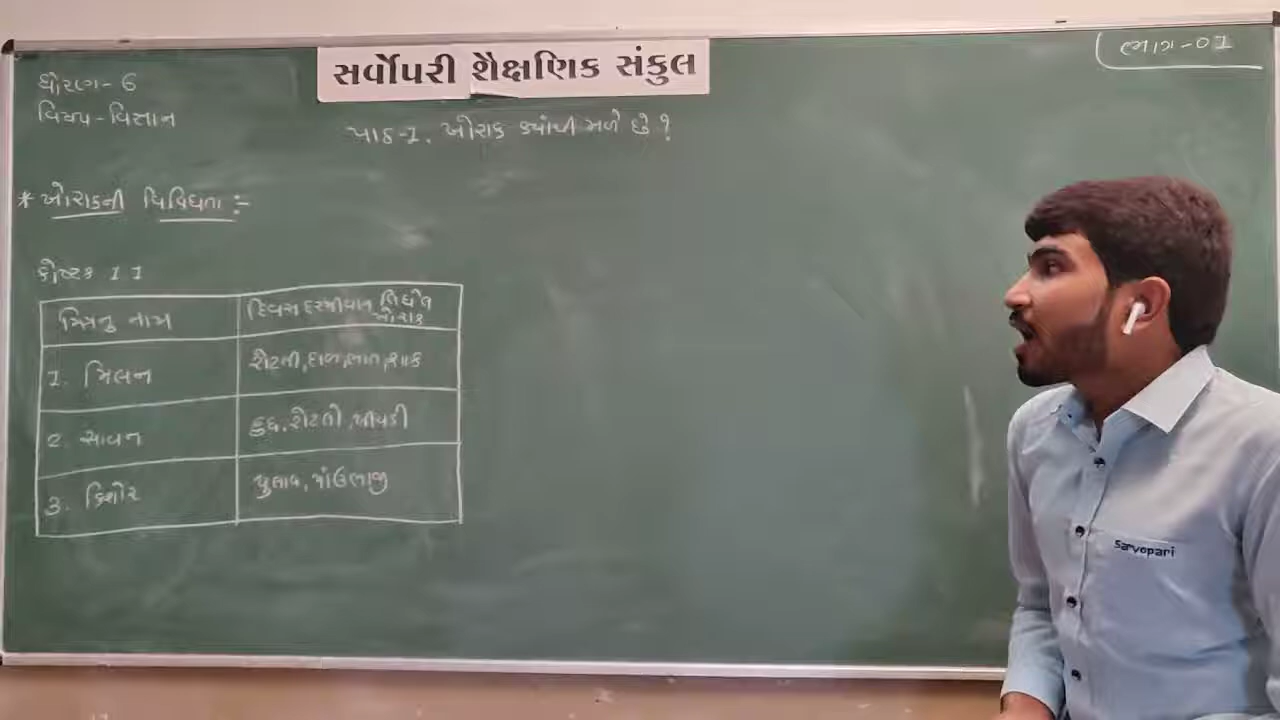 સર્વોપરી શૈક્ષણિક સંકુલ
ભાગ-01
ધોરણ-6
વિષય-વિજ્ઞાન
પાઠ-1. ખોરાક ક્યાંથી મળે છે ?
* ખોરાકની વિવિધતા :-
કોષ્ટક 1 1
મિત્રનુ નામ
દિવસ દરમ્યાન લિધેલ ખોરાક
1. મિલન
રોટલી, દાળ, ભાત, શાક
2. સાવન
દુધ, રોટલી, ખીચડી
3. કિશોર
પુલાવ, પાંઉભાજી
Sarvopari